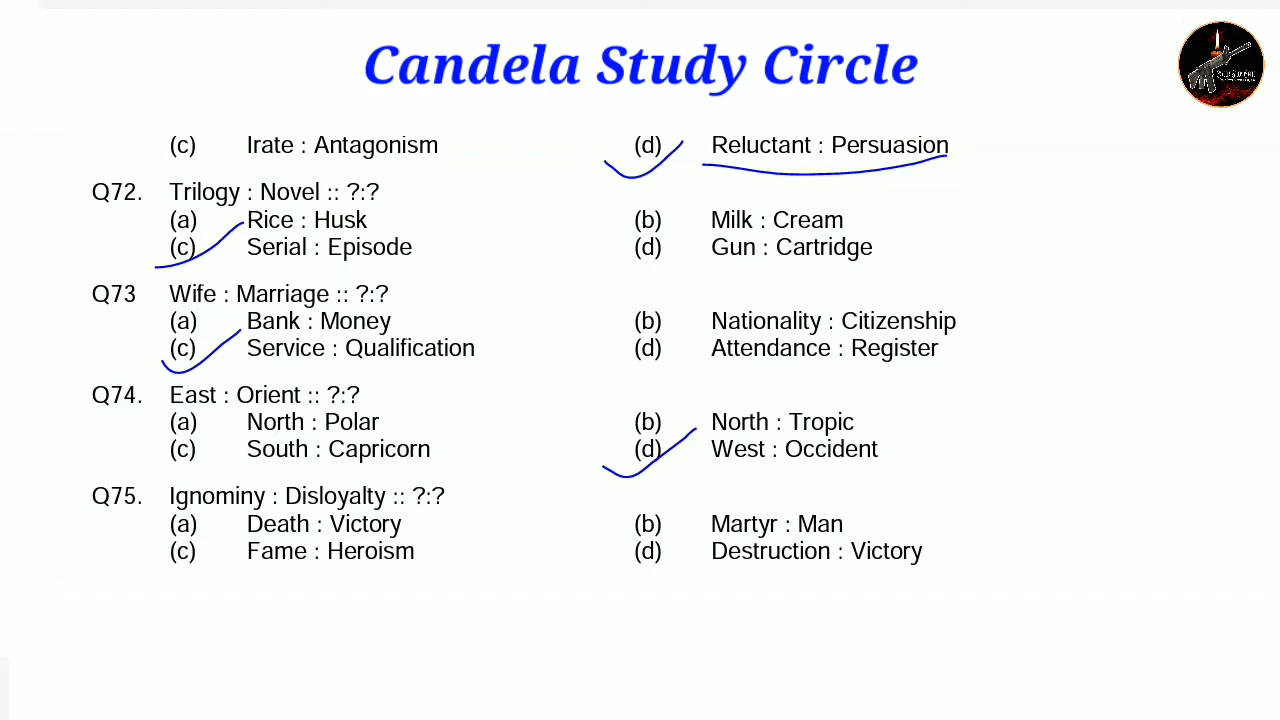 Candela Study Circle
(c) Irate : Antagonism (d) Reluctant : Persuasion
Q72. Trilogy : Novel :: ?:?
(a) Rice : Husk (b) Milk : Cream
(c) Serial : Episode (d) Gun : Cartridge
Q73 Wife : Marriage :: ?:?
(a) Bank : Money (b) Nationality : Citizenship
(c) Service : Qualification (d) Attendance : Register
Q74. East : Orient :: ?:?
(a) North : Polar (b) North : Tropic
(c) South : Capricorn (d) West : Occident
Q75. Ignominy : Disloyalty :: ?:?
(a) Death : Victory (b) Martyr : Man
(c) Fame : Heroism (d) Destruction : Victory